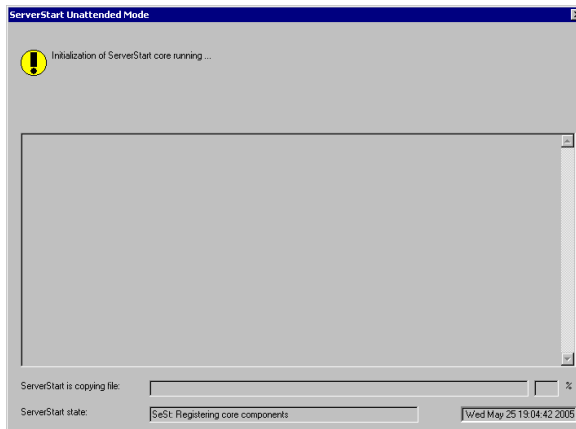 ServerStart Unattended Mode
Initialization of ServerStart core running ...
ServerStart is copying file:
%
ServerStart state:
SeSt: Registering core components
Wed May 25 19:04:42 2005